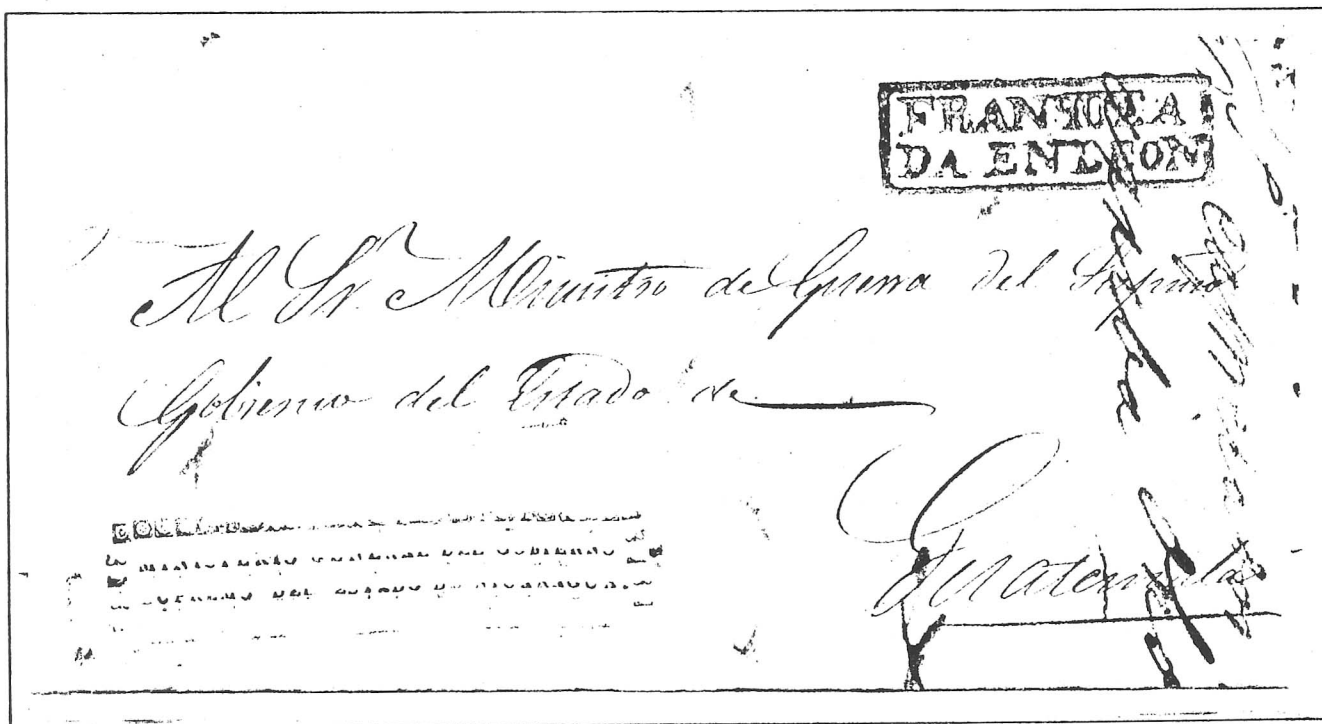 FRANQUEA
DA EN LEON
Al Sr. Ministro de Guerra del Supmo
Gobierno del Estado de
Guatemala
MINISTERIO GENERAL DEL GOBIERNO
SUPREMO DEL ESTADO DE NICARAGUA.